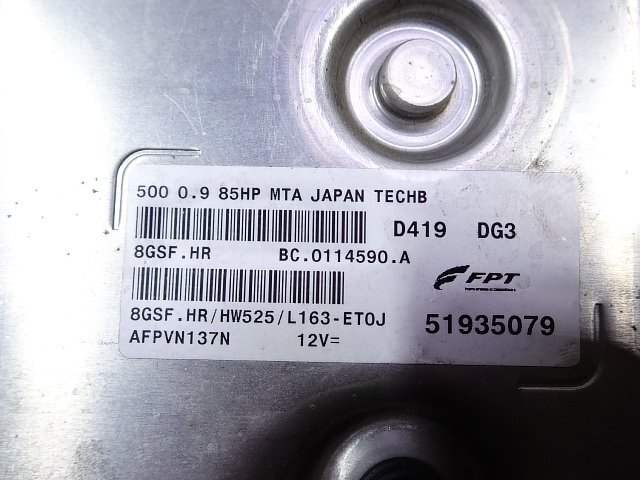 500 0.9 85HP MTA JAPAN TECHB
D419 DG3
8GSF.HR BC.0114590.A
FPT
8GSF.HR/HW525/L163-ET0J
51935079
AFPVN137N 12V=